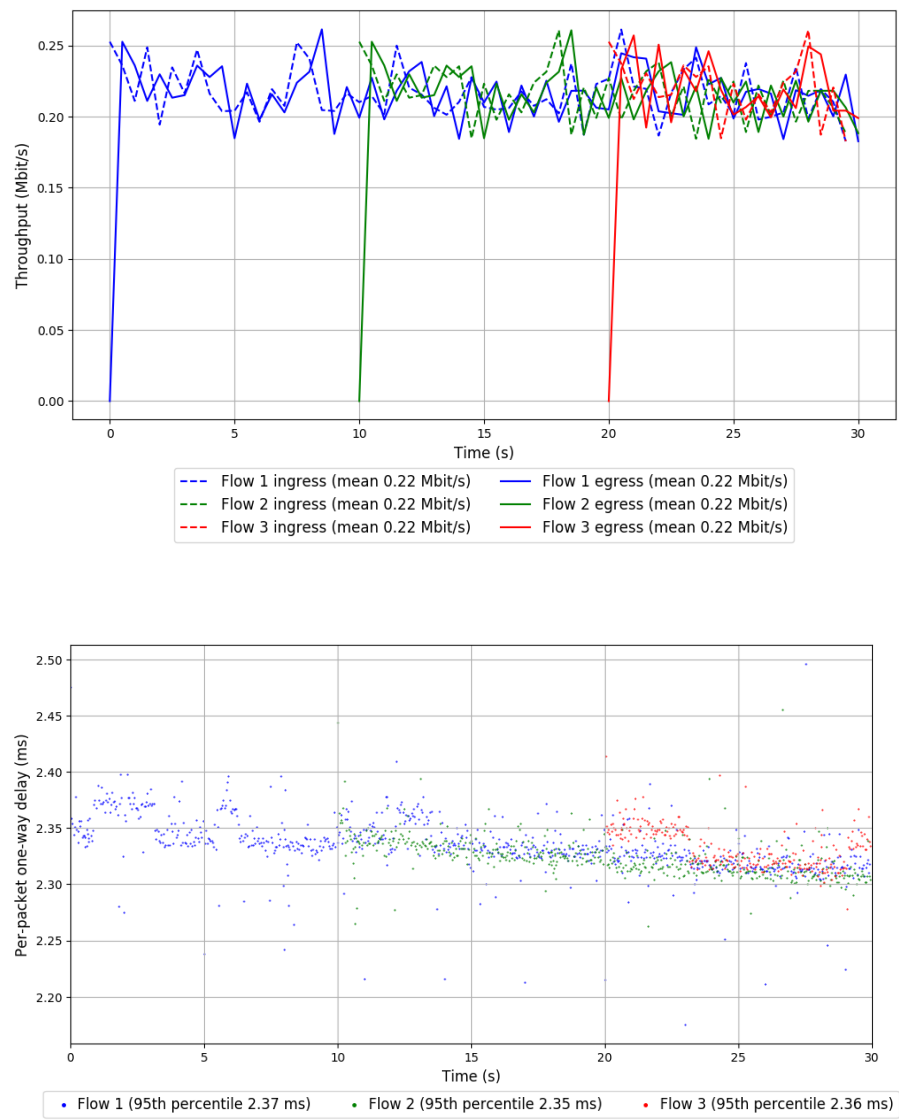 0.25
0.20
0.15
0.10
0.05
0.00
Throughput (Mbit/s)
0 5 10 15 20 25 30
Time (s)
Flow 1 ingress (mean 0.22 Mbit/s) Flow 1 egress (mean 0.22 Mbit/s)
Flow 2 ingress (mean 0.22 Mbit/s) Flow 2 egress (mean 0.22 Mbit/s)
Flow 3 ingress (mean 0.22 Mbit/s) Flow 3 egress (mean 0.22 Mbit/s)
2.50
2.45
2.40
2.35
2.30
2.25
2.20
Per-packet one-way delay (ms)
0 5 10 15 20 25 30
Time (s)
Flow 1 (95th percentile 2.37 ms) Flow 2 (95th percentile 2.35 ms) Flow 3 (95th percentile 2.36 ms)